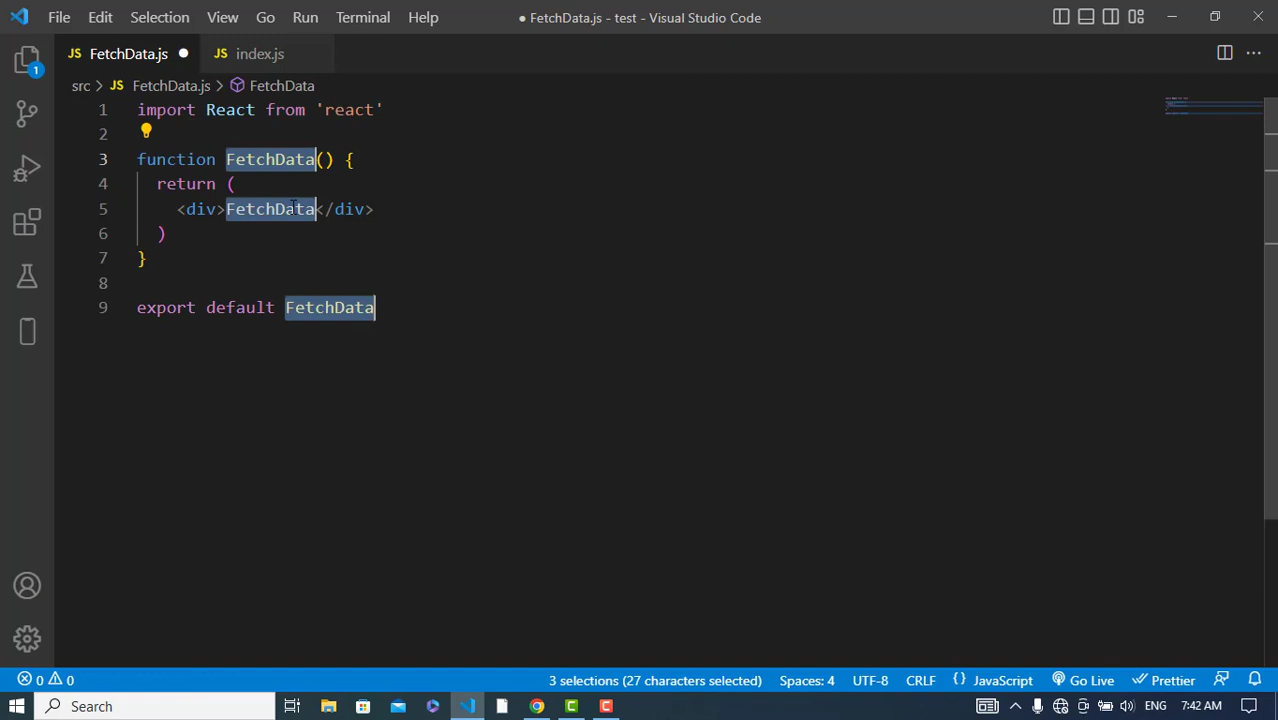 File Edit Selection View Go Run Terminal Help ● FetchData.js - test - Visual Studio Code
JS FetchData.js ● JS index.js
1
src > JS FetchData.js > FetchData
1 import React from 'react'
2
3 function FetchData() {
4 return (
5 <div>FetchData</div>
6 )
7 }
8
9 export default FetchData
0 0 3 selections (27 characters selected) Spaces: 4 UTF-8 CRLF {} JavaScript Go Live Prettier
Search ENG 7:42 AM